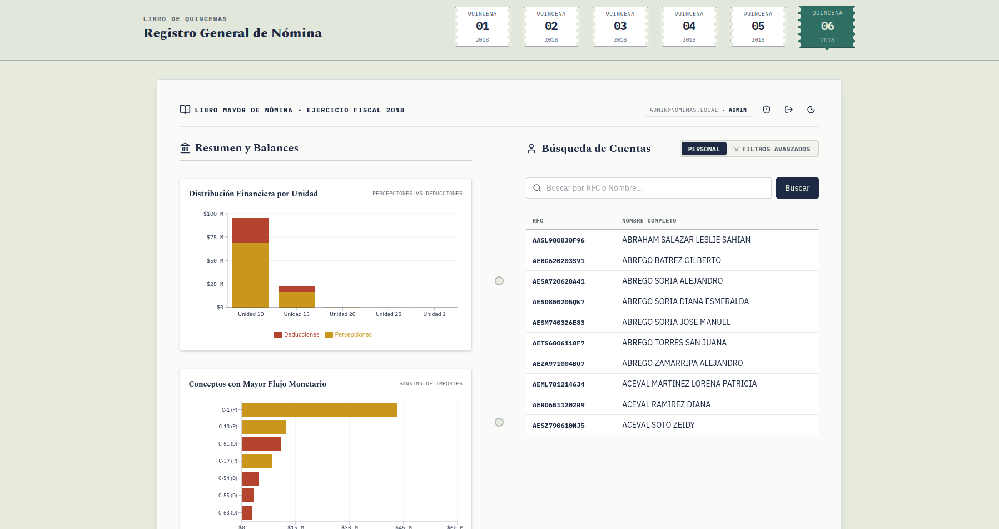 LIBRO DE QUINCENAS
Registro General de Nómina
QUINCENA
01
2018
QUINCENA
02
2018
QUINCENA
03
2018
QUINCENA
04
2018
QUINCENA
05
2018
QUINCENA
06
2018
LIBRO MAYOR DE NÓMINA • EJERCICIO FISCAL 2018
ADMIN@NOMINAS.LOCAL · ADMIN
Resumen y Balances
Distribución Financiera por Unidad
PERCEPCIONES VS DEDUCCIONES
$100 M
$75 M
$50 M
$25 M
$0
Unidad 10
Unidad 15
Unidad 20
Unidad 25
Unidad 1
Deducciones
Percepciones
Conceptos con Mayor Flujo Monetario
RANKING DE IMPORTES
C-1 (P)
C-13 (P)
C-51 (D)
C-37 (P)
C-54 (D)
C-55 (D)
C-63 (D)
$0
$15 M
$30 M
$45 M
$60 M
Búsqueda de Cuentas
PERSONAL
FILTROS AVANZADOS
Buscar por RFC o Nombre...
Buscar
RFC NOMBRE COMPLETO
AASL980830F96 ABRAHAM SALAZAR LESLIE SAHIAN
AEBG620203SV1 ABREGO BATREZ GILBERTO
AESA720628A41 ABREGO SORIA ALEJANDRO
AESD850205QW7 ABREGO SORIA DIANA ESMERALDA
AESM740326E83 ABREGO SORIA JOSE MANUEL
AETS6006118F7 ABREGO TORRES SAN JUANA
AEZA971004BU7 ABREGO ZAMARRIPA ALEJANDRO
AEML7012146J4 ACEVAL MARTINEZ LORENA PATRICIA
AERD6511202R9 ACEVAL RAMIREZ DIANA
AESZ790610NJ5 ACEVAL SOTO ZEIDY